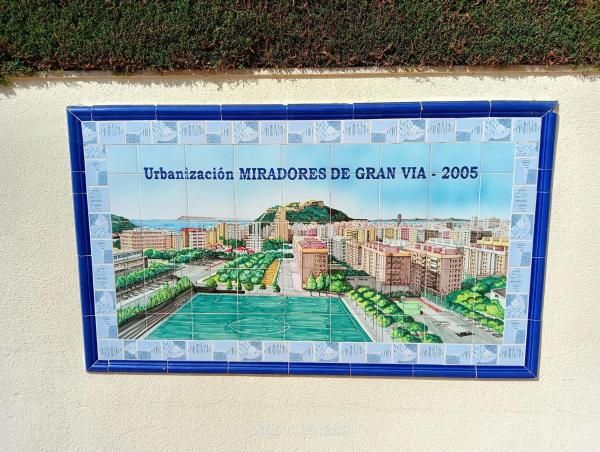 Urbanización MIRADORES DE GRAN VIA - 2005